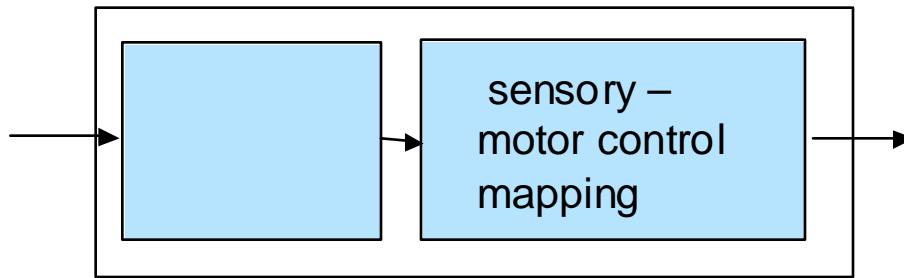 sensory –
motor control
mapping